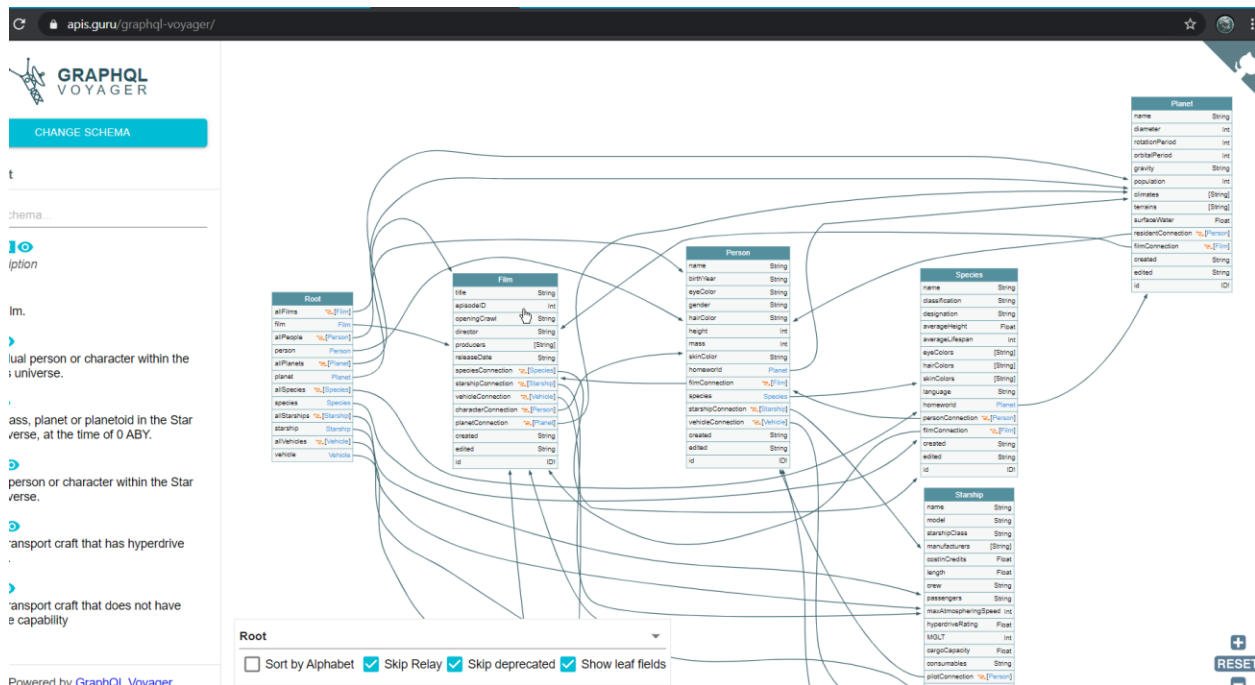 apis.guru/graphql-voyager/
GRAPHQL
VOYAGER
CHANGE SCHEMA
t
chema...
iption
lm.
lual person or character within the
s universe.
ass, planet or planetoid in the Star
verse, at the time of 0 ABY.
person or character within the Star
verse.
ransport craft that has hyperdrive
ransport craft that does not have
e capability
Powered by GraphQL Voyager
Root
allFilms [Film]
film Film
allPeople [Person]
person Person
allPlanets [Planet]
planet Planet
allSpecies [Species]
species Species
allStarships [Starship]
starship Starship
allVehicles [Vehicle]
vehicle Vehicle
Film
title String
episodeID Int
openingCrawl String
director String
producers [String]
releaseDate String
speciesConnection [Species]
starshipConnection [Starship]
vehicleConnection [Vehicle]
characterConnection [Person]
planetConnection [Planet]
created String
edited String
id ID!
Person
name String
birthYear String
eyeColor String
gender String
hairColor String
height Int
mass Int
skinColor String
homeworld Planet
filmConnection [Film]
species Species
starshipConnection [Starship]
vehicleConnection [Vehicle]
created String
edited String
id ID!
Species
name String
classification String
designation String
averageHeight Float
averageLifespan Int
eyeColors [String]
hairColors [String]
skinColors [String]
language String
homeworld Planet
personConnection [Person]
filmConnection [Film]
created String
edited String
id ID!
Planet
name String
diameter Int
rotationPeriod Int
orbitalPeriod Int
gravity String
population Int
climates [String]
terrains [String]
surfaceWater Float
residentConnection [Person]
filmConnection [Film]
created String
edited String
id ID!
Starship
name String
model String
starshipClass String
manufacturers [String]
costInCredits Float
length Float
crew String
passengers String
maxAtmospheringSpeed Int
hyperdriveRating Float
MGLT Int
cargoCapacity Float
consumables String
pilotConnection [Person]
Root
Sort by Alphabet Skip Relay Skip deprecated Show leaf fields
RESET